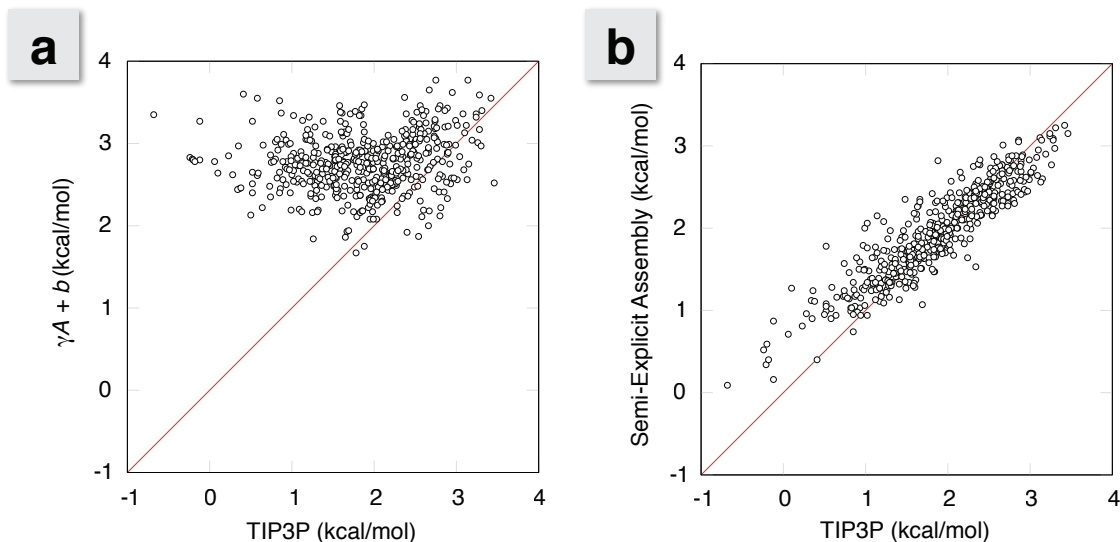 a
4
3
2
1
0
-1
-1 0 1 2 3 4
γA + b (kcal/mol)
TIP3P (kcal/mol)
b
4
3
2
1
0
-1
-1 0 1 2 3 4
Semi-Explicit Assembly (kcal/mol)
TIP3P (kcal/mol)